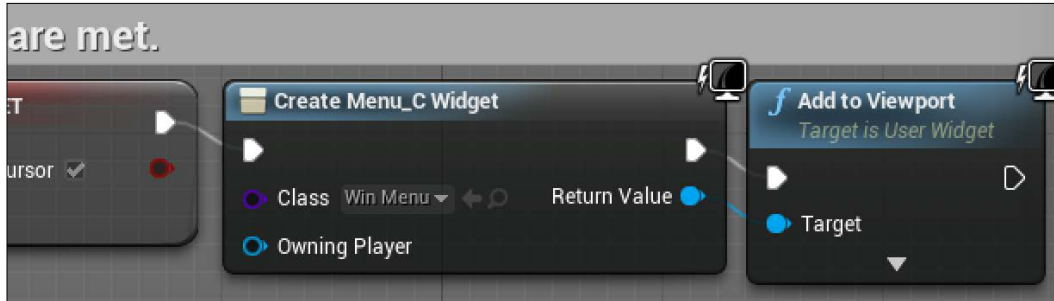 are met.
ET
Create Menu_C Widget
f Add to Viewport
Target is User Widget
ursor
Class Win Menu
Return Value
Target
Owning Player